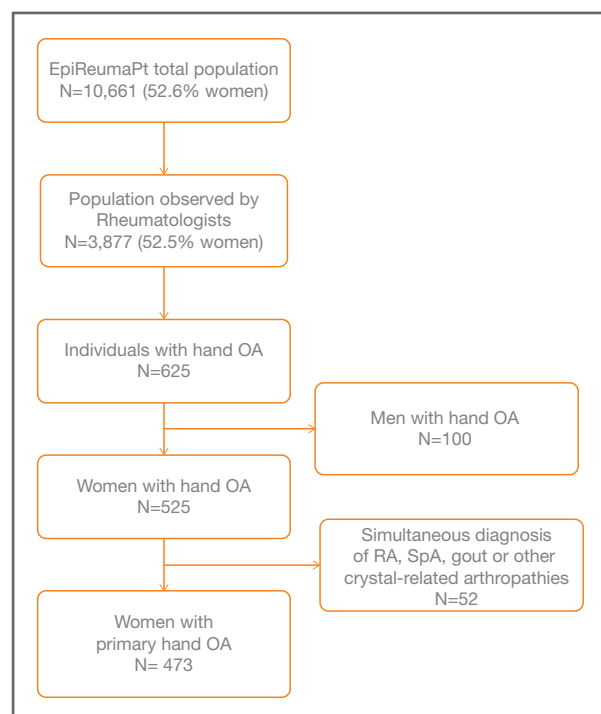 EpiReumaPt total population
N=10,661 (52.6% women)
Population observed by
Rheumatologists
N=3,877 (52.5% women)
Individuals with hand OA
N=625
Men with hand OA
N=100
Women with hand OA
N=525
Simultaneous diagnosis
of RA, SpA, gout or other
crystal-related arthropathies
N=52
Women with
primary hand OA
N= 473